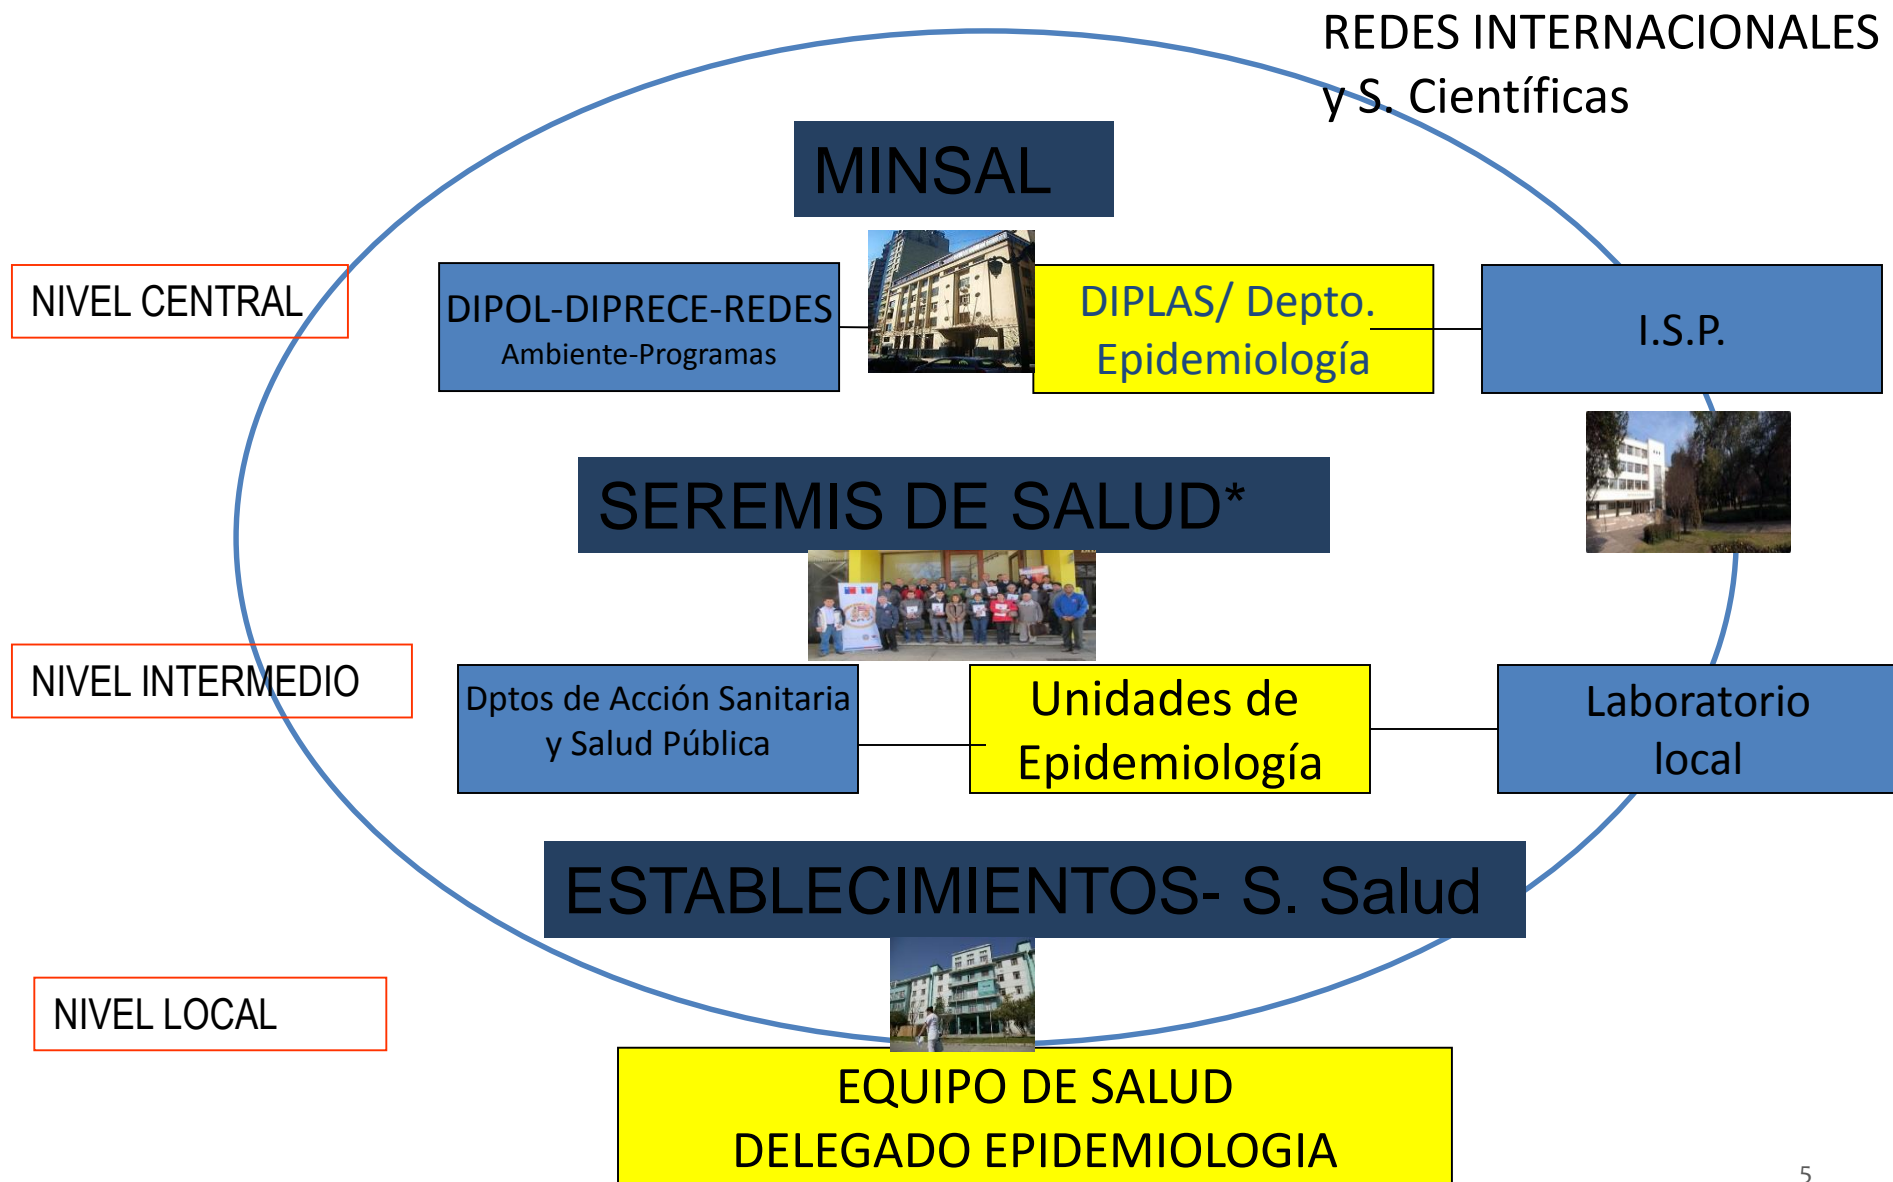 REDES INTERNACIONALES
y S. Científicas
MINSAL
NIVEL CENTRAL
DIPOL-DIPRECE-REDES
Ambiente-Programas
DIPLAS/ Depto.
Epidemiología
I.S.P.
SEREMIS DE SALUD*
NIVEL INTERMEDIO
Dptos de Acción Sanitaria
y Salud Pública
Unidades de
Epidemiología
Laboratorio
local
ESTABLECIMIENTOS- S. Salud
NIVEL LOCAL
EQUIPO DE SALUD
DELEGADO EPIDEMIOLOGIA
5